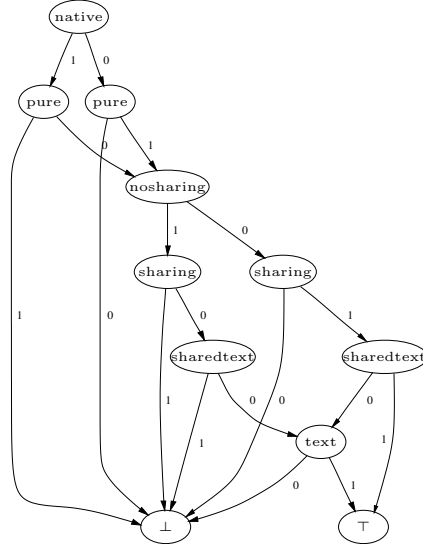 native
1 0
pure pure
0 1
nosharing
1 0
sharing sharing
1 0 0 1
sharedtext sharedtext
1 0 0 0 1
1
text
0 1
⊥ ⊤